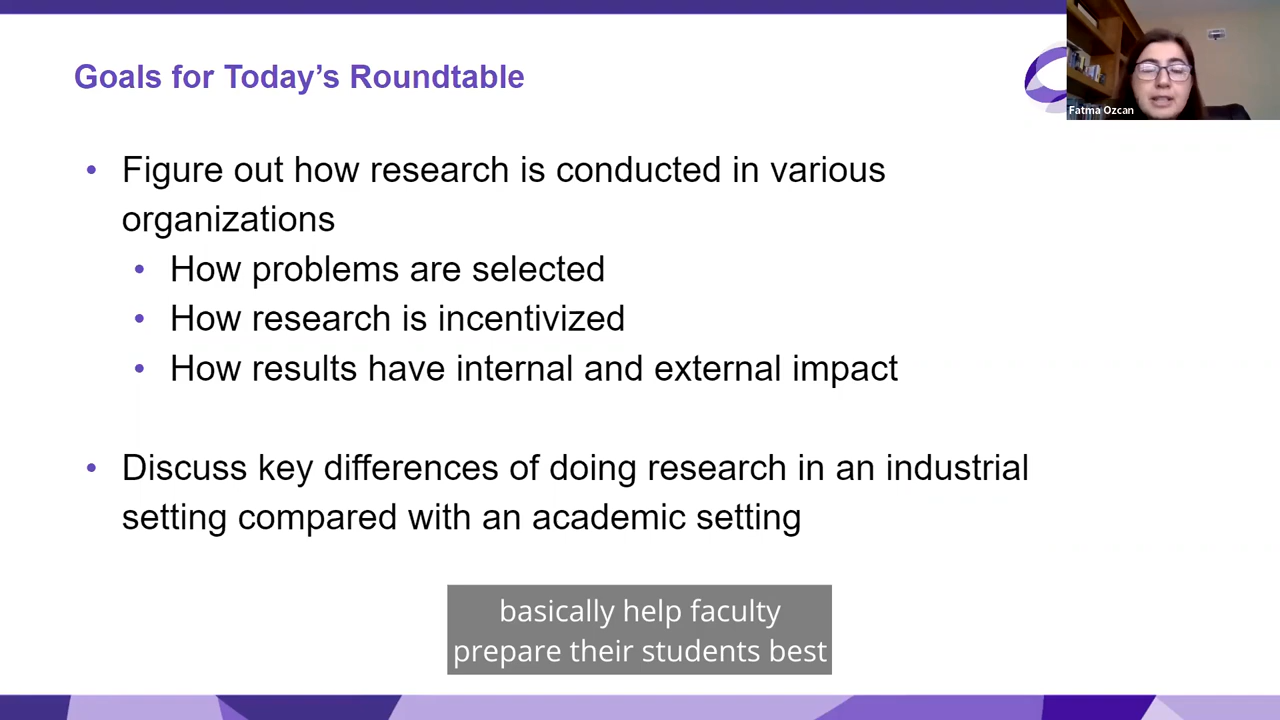 Goals for Today's Roundtable
Fatma Ozcan
• Figure out how research is conducted in various
organizations
• How problems are selected
• How research is incentivized
• How results have internal and external impact
• Discuss key differences of doing research in an industrial
setting compared with an academic setting
basically help faculty
prepare their students best